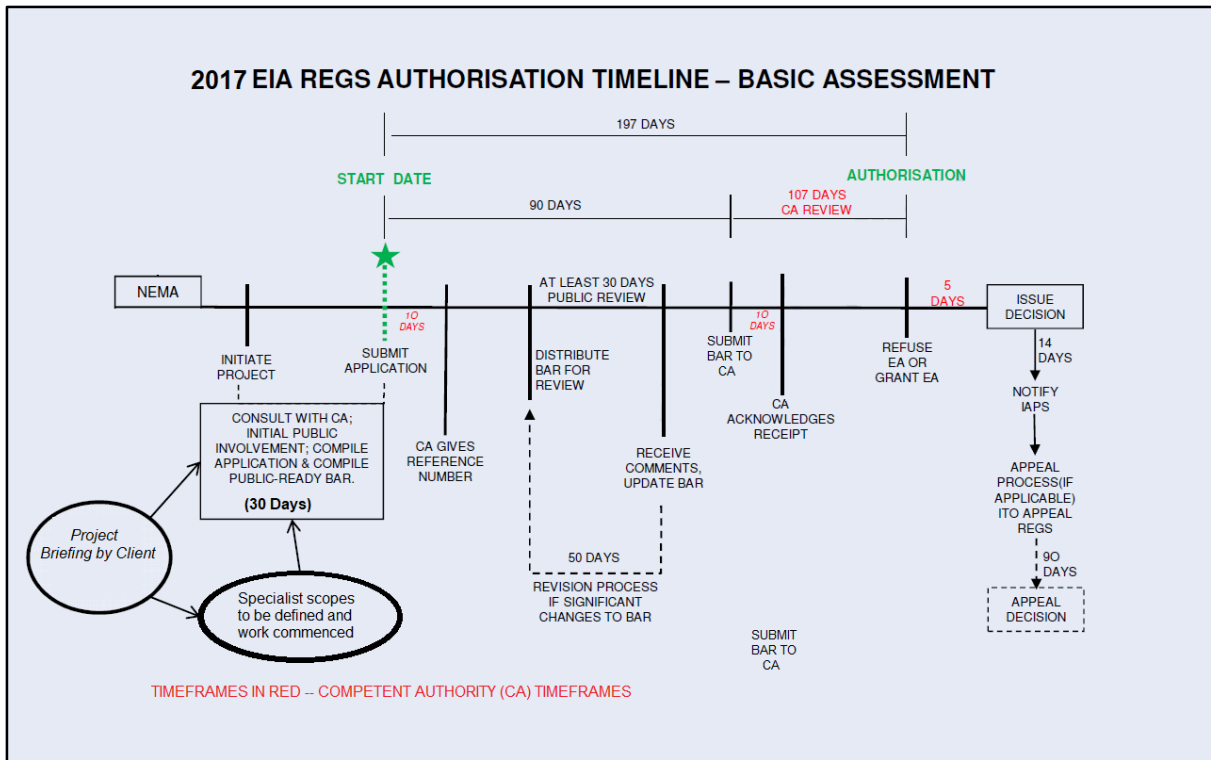 2017 EIA REGS AUTHORISATION TIMELINE – BASIC ASSESSMENT
197 DAYS
START DATE
AUTHORISATION
90 DAYS
107 DAYS
CA REVIEW
NEMA
INITIATE
PROJECT
SUBMIT
APPLICATION
1O
DAYS
CA GIVES
REFERENCE
NUMBER
AT LEAST 30 DAYS
PUBLIC REVIEW
DISTRIBUTE
BAR FOR
REVIEW
RECEIVE
COMMENTS,
UPDATE BAR
SUBMIT
BAR TO
CA
1O
DAYS
CA
ACKNOWLEDGES
RECEIPT
REFUSE
EA OR
GRANT EA
5
DAYS
ISSUE
DECISION
14
DAYS
NOTIFY
IAPS
APPEAL
PROCESS(IF
APPLICABLE)
ITO APPEAL
REGS
9O
DAYS
APPEAL
DECISION
CONSULT WITH CA;
INITIAL PUBLIC
INVOLVEMENT; COMPILE
APPLICATION & COMPILE
PUBLIC-READY BAR.
(30 Days)
Project
Briefing by Client
Specialist scopes
to be defined and
work commenced
50 DAYS
REVISION PROCESS
IF SIGNIFICANT
CHANGES TO BAR
SUBMIT
BAR TO
CA
TIMEFRAMES IN RED -- COMPETENT AUTHORITY (CA) TIMEFRAMES